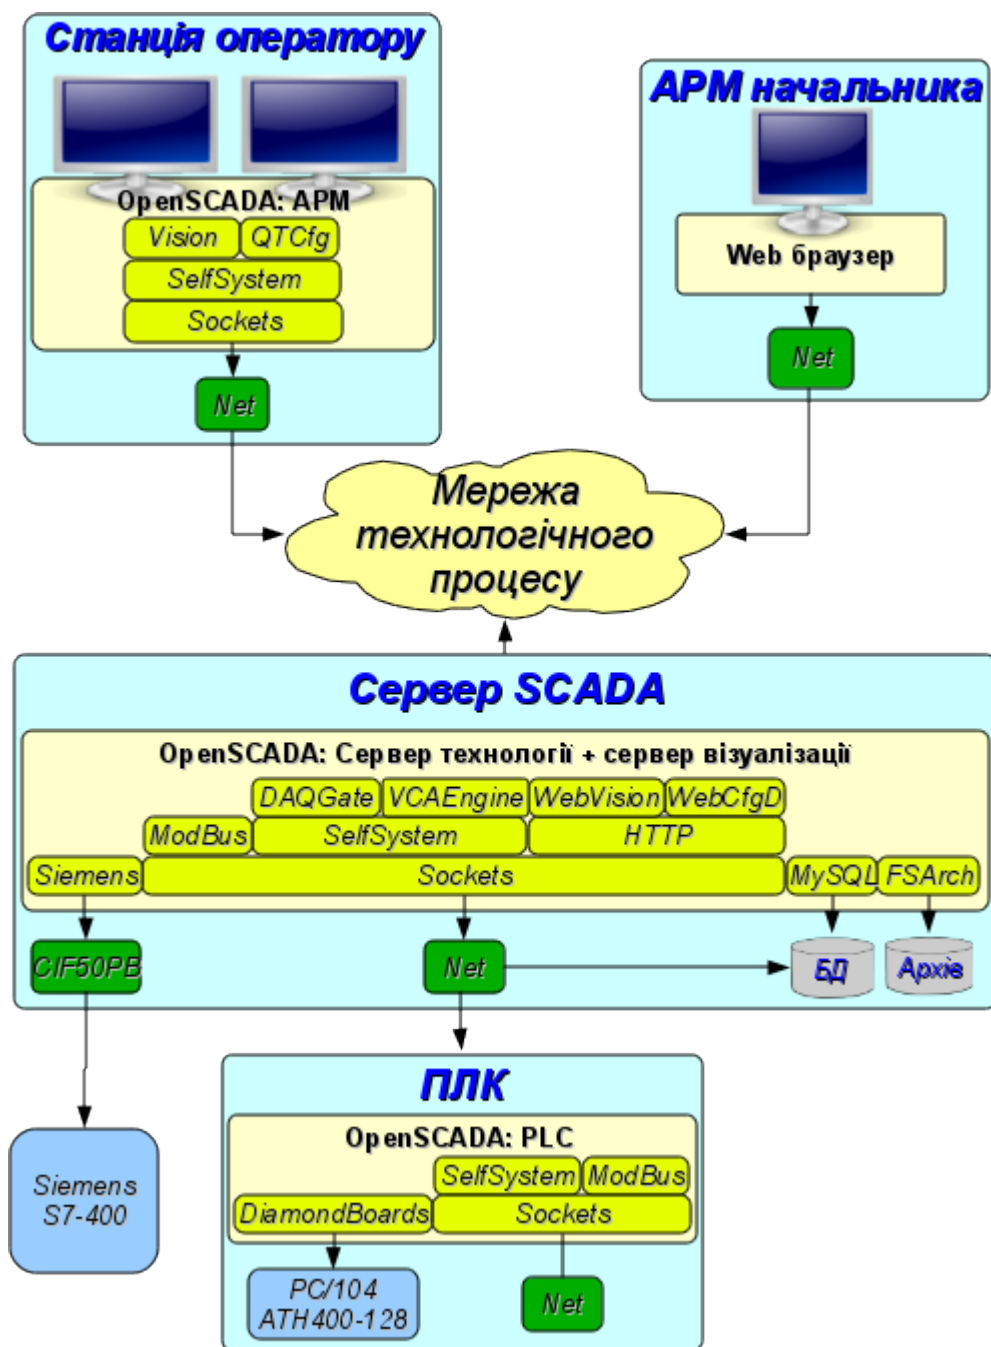 Станція оператору
OpenSCADA: АРМ
Vision QTCfg
SelfSystem
Sockets
Net
АРМ начальника
Web браузер
Net
Мережа
технологічного
процесу
Сервер SCADA
OpenSCADA: Сервер технології + сервер візуалізації
DAQGate VCAEngine WebVision WebCfgD
ModBus SelfSystem HTTP
Siemens Sockets MySQL FSArch
CIF50PB Net БД Архів
ПЛК
OpenSCADA: PLC
SelfSystem ModBus
DiamondBoards Sockets
Siemens
S7-400
PC/104
ATH400-128
Net